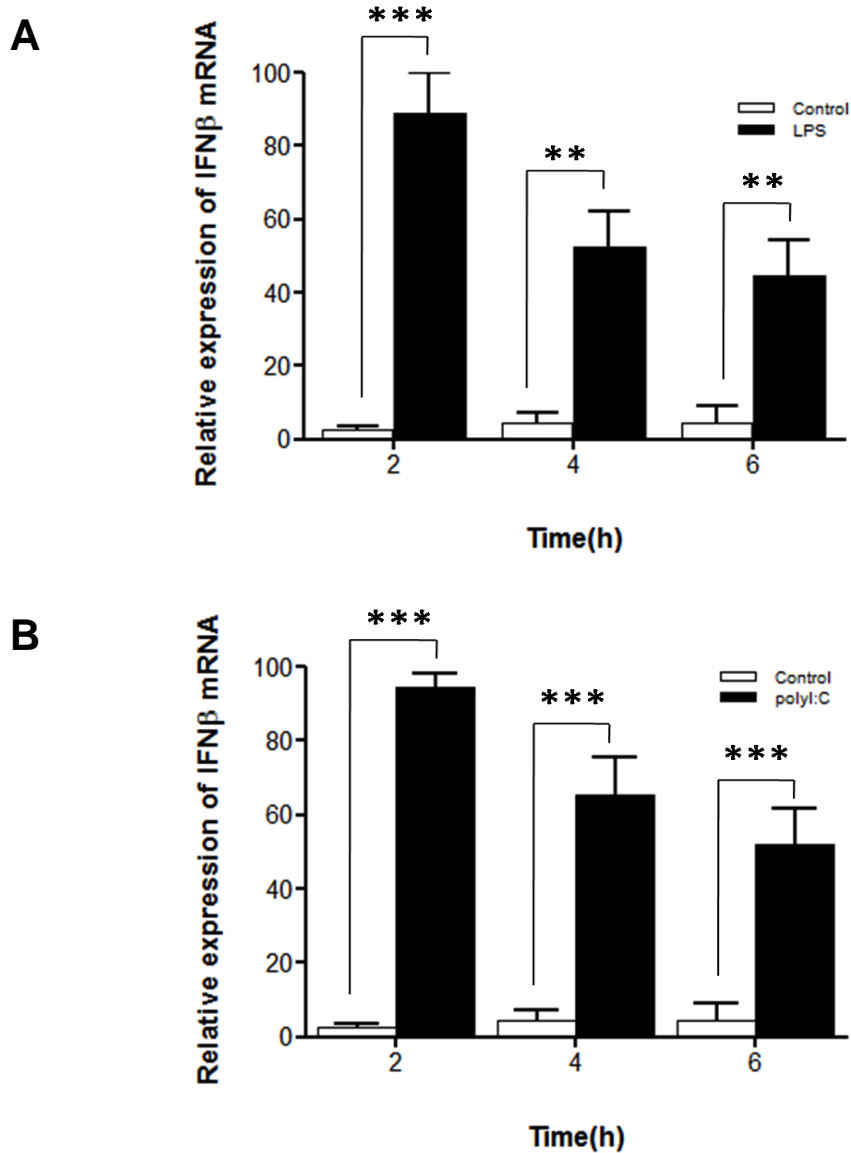 A
***
Relative expression of IFNβ mRNA
100
80
60
40
20
0
**
**
Control
LPS
2
4
6
Time(h)
B
***
Relative expression of IFNβ mRNA
100
80
60
40
20
0
***
***
Control
polyI:C
2
4
6
Time(h)